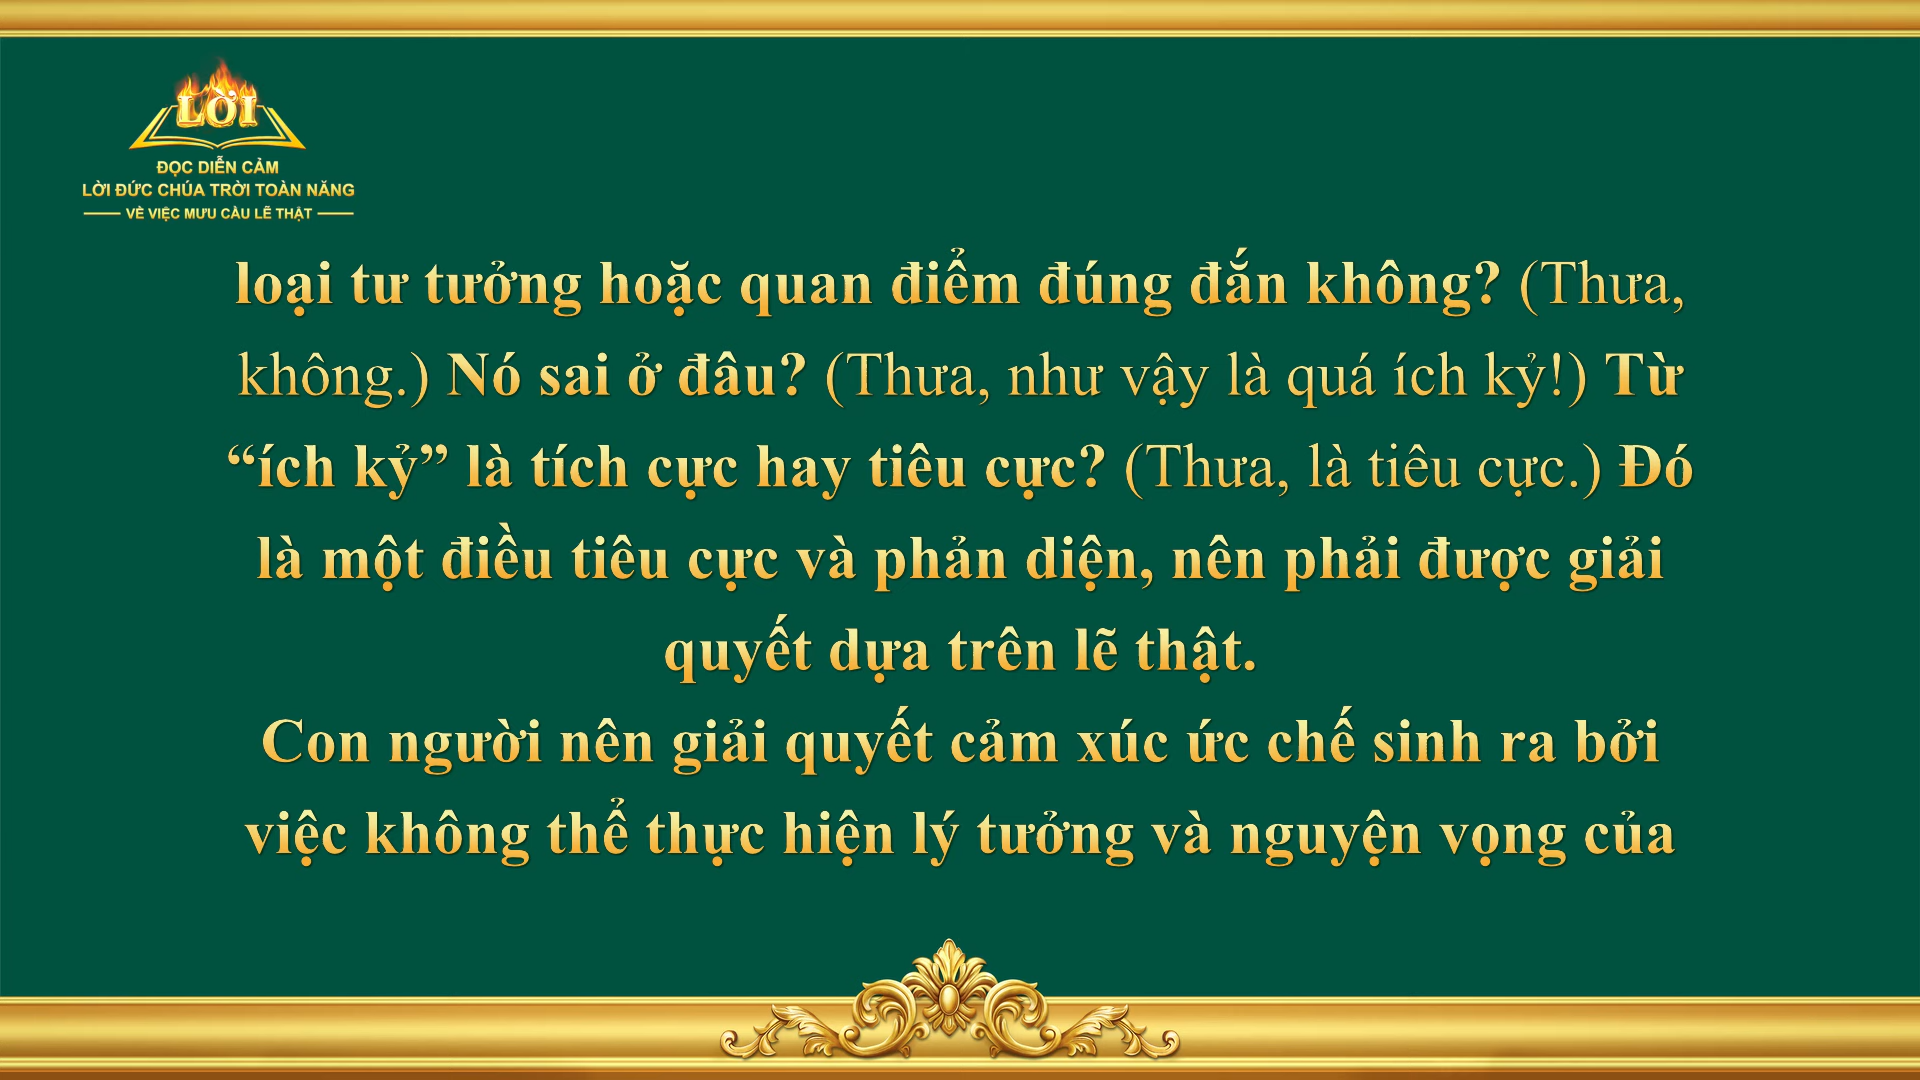 LỜI
ĐỌC DIỄN CẢM
LỜI ĐỨC CHÚA TRỜI TOÀN NĂNG
VỀ VIỆC MƯU CẦU LẼ THẬT
loại tư tưởng hoặc quan điểm đúng đắn không? (Thưa,
không.) Nó sai ở đâu? (Thưa, như vậy là quá ích kỷ!) Từ
“ích kỷ” là tích cực hay tiêu cực? (Thưa, là tiêu cực.) Đó
là một điều tiêu cực và phản diện, nên phải được giải
quyết dựa trên lẽ thật.
Con người nên giải quyết cảm xúc ức chế sinh ra bởi
việc không thể thực hiện lý tưởng và nguyện vọng của